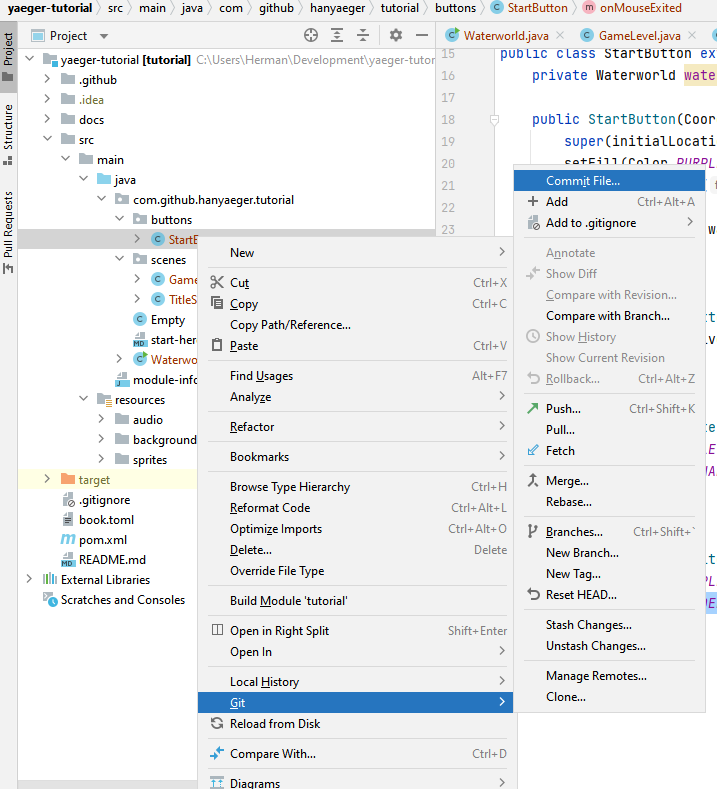 yaeger-tutorial src main java com github hanyaeger tutorial buttons StartButton onMouseExited
Project
Structure
Pull Requests
Project
yaeger-tutorial [tutorial] C:\Users\Herman\Development\yaeger-tutor
.github
.idea
docs
src
main
java
com.github.hanyaeger.tutorial
buttons
StartB
scenes
Game
TitleS
Empty
start-her
Waterwo
module-info
resources
audio
background
sprites
target
.gitignore
book.toml
pom.xml
README.md
External Libraries
Scratches and Consoles
Waterworld.java GameLevel.java
15 public class StartButton ex
16 private Waterworld wate
17
18 public StartButton(Coor
19 super(initialLocati
20 setFill(Color.PURPL
21
22
23
New
Cut Ctrl+X
Copy Ctrl+C
Copy Path/Reference...
Paste Ctrl+V
Find Usages Alt+F7
Analyze
Refactor
Bookmarks
Browse Type Hierarchy Ctrl+H
Reformat Code Ctrl+Alt+L
Optimize Imports Ctrl+Alt+O
Delete... Delete
Override File Type
Build Module 'tutorial'
Open in Right Split Shift+Enter
Open In
Local History
Git
Reload from Disk
Compare With... Ctrl+D
Diagrams
Commit File...
Add Ctrl+Alt+A
Add to .gitignore
Annotate
Show Diff
Compare with Revision...
Compare with Branch...
Show History
Show Current Revision
Rollback... Ctrl+Alt+Z
Push... Ctrl+Shift+K
Pull...
Fetch
Merge...
Rebase...
Branches... Ctrl+Shift+`
New Branch...
New Tag...
Reset HEAD...
Stash Changes...
Unstash Changes...
Manage Remotes...
Clone...